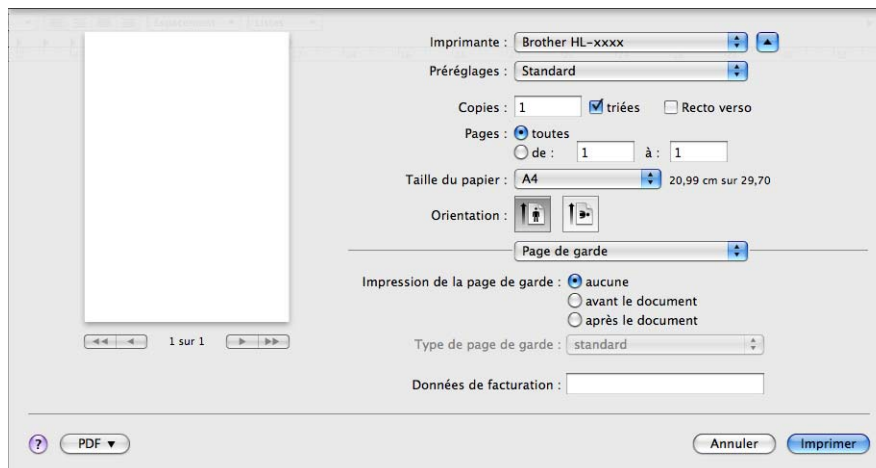 Imprimante : Brother HL-xxxx
Préréglages : Standard
Copies : 1 triées Recto verso
Pages : toutes
de : 1 à : 1
Taille du papier : A4 20,99 cm sur 29,70
Orientation :
Page de garde
Impression de la page de garde : aucune
avant le document
après le document
1 sur 1
Type de page de garde : standard
Données de facturation :
? PDF Annuler Imprimer